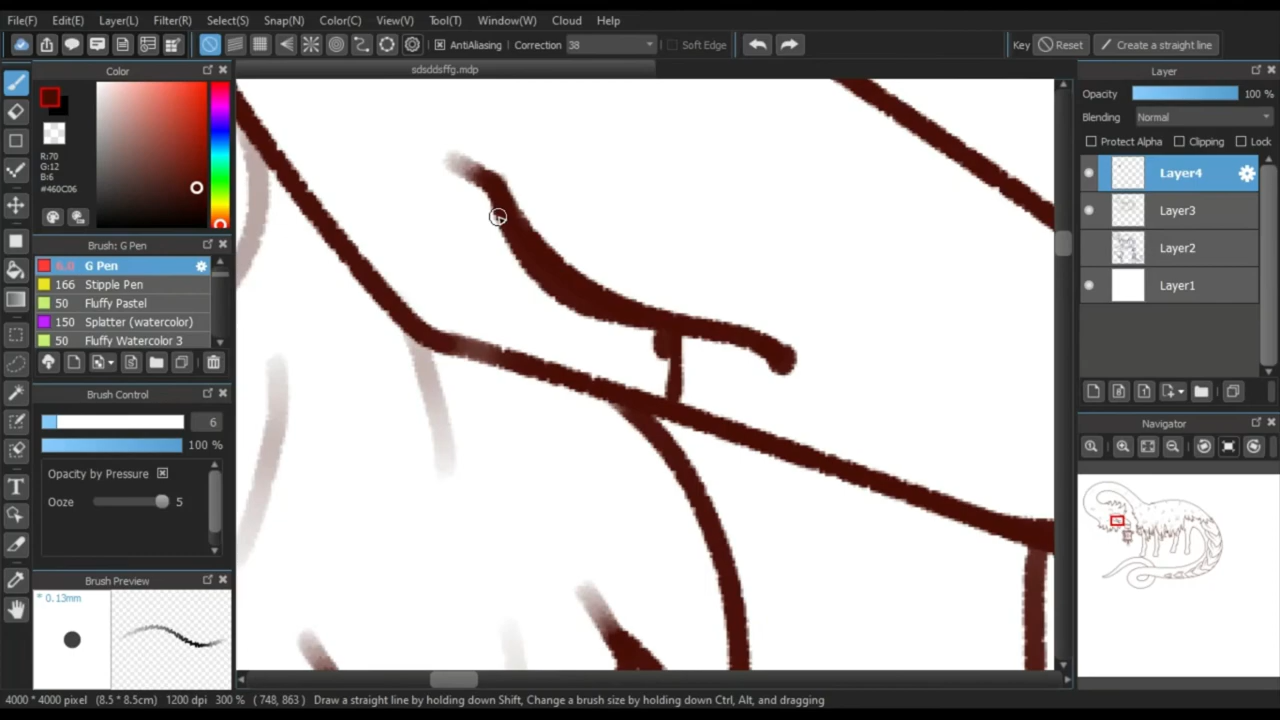 File(F) Edit(E) Layer(L) Filter(R) Select(S) Snap(N) Color(C) View(V) Tool(T) Window(W) Cloud Help
AntiAliasing Correction 38 Soft Edge Key Reset Create a straight line
Color
sdsddsffg.mdp
Layer
Opacity 100 %
Blending Normal
Protect Alpha Clipping Lock
R:70
G:12
B:6
#460C06
Layer4
Layer3
Layer2
Layer1
Brush: G Pen
6.0 G Pen
166 Stipple Pen
50 Fluffy Pastel
150 Splatter (watercolor)
50 Fluffy Watercolor 3
Brush Control
6
100 %
Opacity by Pressure
Ooze 5
Navigator
Brush Preview
* 0.13mm
T
4000 * 4000 pixel (8.5 * 8.5cm) 1200 dpi 300 % ( 748, 863 ) Draw a straight line by holding down Shift, Change a brush size by holding down Ctrl, Alt, and dragging